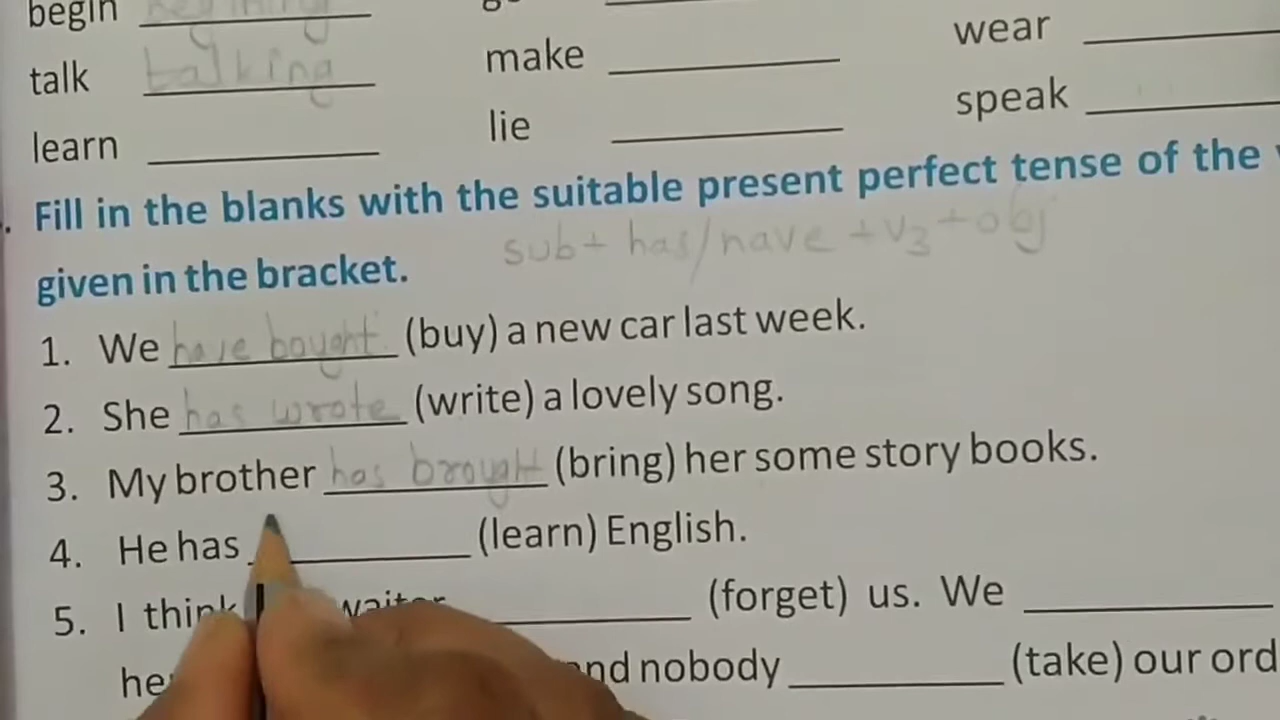 begin beginning
talk talking make wear
learn lie speak
Fill in the blanks with the suitable present perfect tense of the
sub+ has/have +v3 +obj
given in the bracket.
1. We have bought (buy) a new car last week.
2. She has wrote (write) a lovely song.
3. My brother has brought (bring) her some story books.
4. He has (learn) English.
5. I think waiter (forget) us. We
he nobody (take) our ord